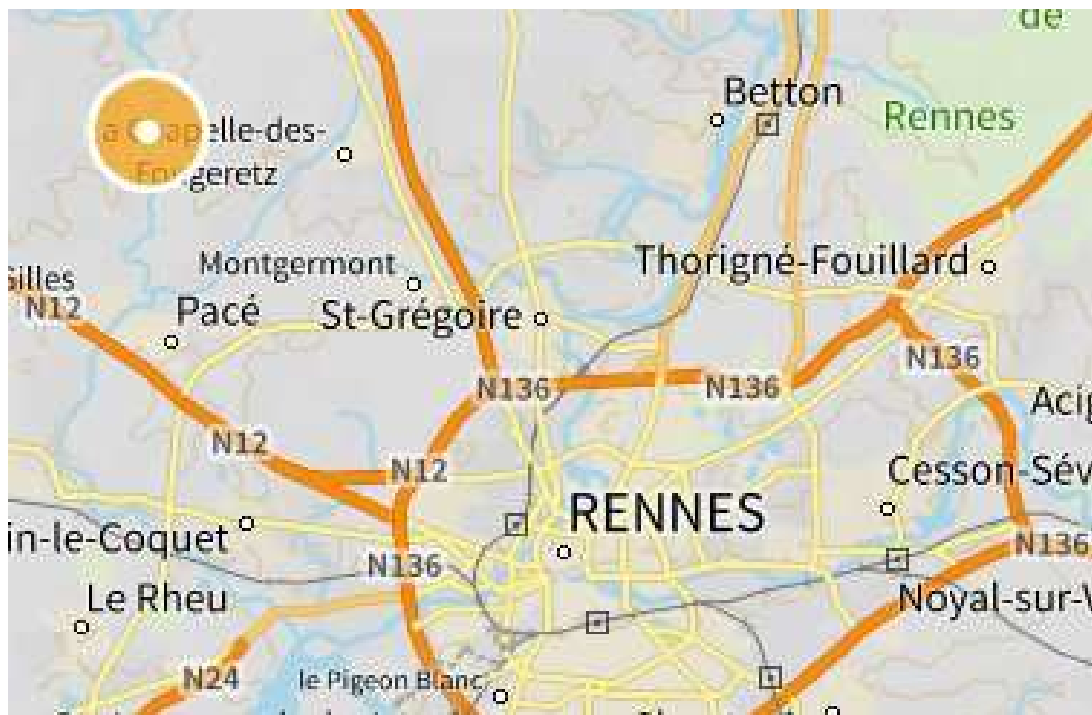 de
Betton
Rennes
a Chapelle-des-
Fougeretz
Montgermont
Thorigné-Fouillard
Gilles
N12
Pacé
St-Grégoire
N136
N136
N136
Acig
N12
N12
Cesson-Sév
RENNES
in-le-Coquet
N136
N136
Le Rheu
Noyal-sur-V
N24
le Pigeon Blanc